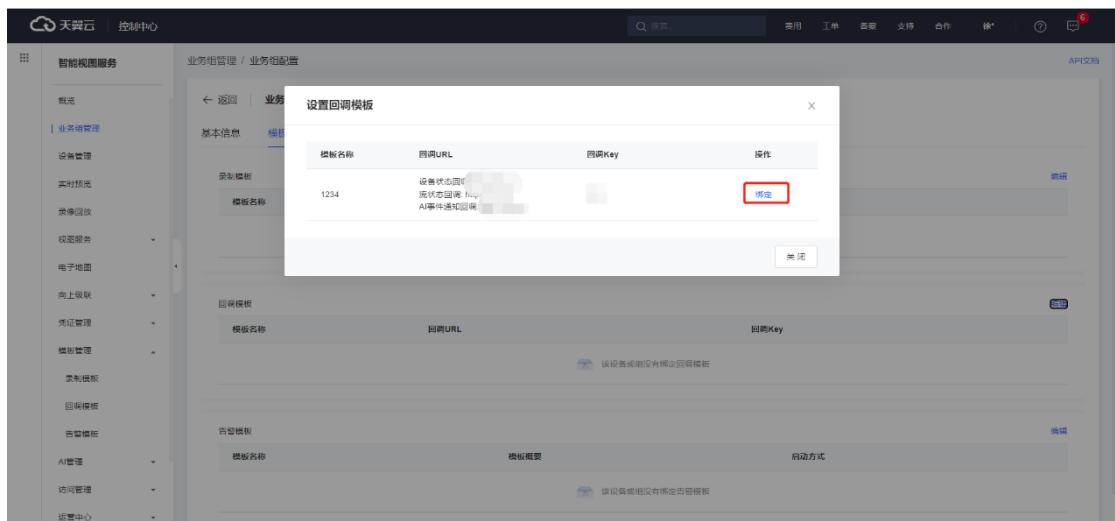 天翼云 控制中心 搜索... 费用 工单 备案 支持 合作 徐* 6
智能视图服务 业务组管理 / 业务组配置 API文档
概览 ← 返回 业务
业务组管理 基本信息 模板
设备管理
实时预览 录制模板 编辑
录像回放 模板名称
视图服务
电子地图
向上级联
凭证管理
模板管理
录制模板
回调模板
告警模板
AI管理
访问管理
运营中心
设置回调模板 ×
模板名称 回调URL 回调Key 操作
设备状态回
1234 流状态回调: 绑定
AI事件通知回调
关闭
回调模板 编辑
模板名称 回调URL 回调Key
该设备或组没有绑定回调模板
告警模板 编辑
模板名称 模板概要 启动方式
该设备或组没有绑定告警模板